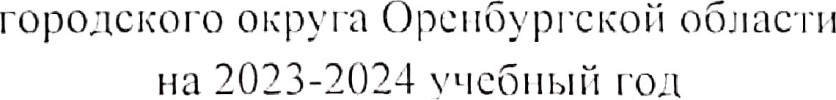 городского округа Оренбургской области
на 2023-2024 учебный год